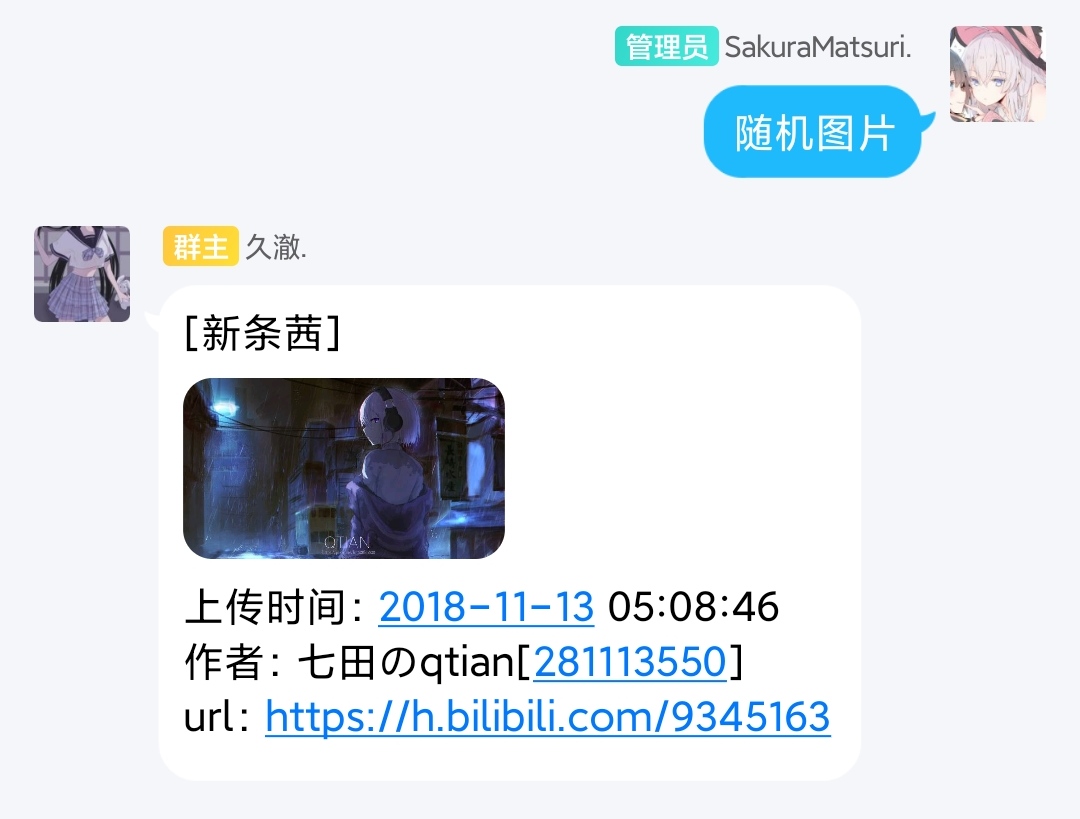 管理员 SakuraMatsuri.
随机图片
群主 久澈.
[新条茜]
QTIAN
上传时间：2018-11-13 05:08:46
作者：七田のqtian[281113550]
url：https://h.bilibili.com/9345163